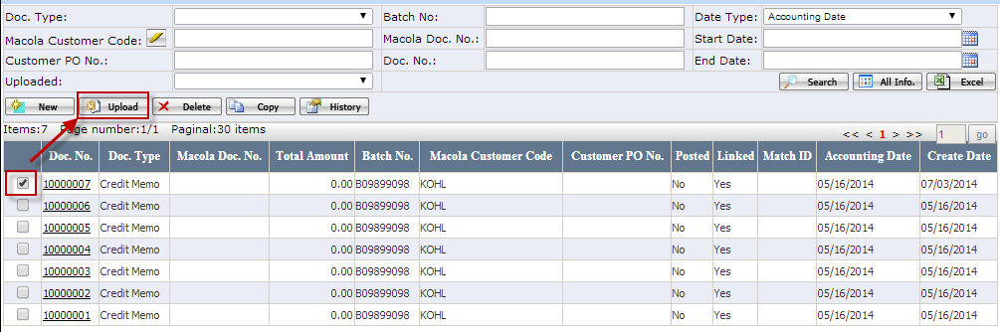 Doc. Type: Batch No: Date Type: Accounting Date
Macola Customer Code: Macola Doc. No.: Start Date:
Customer PO No.: Doc. No.: End Date:
Uploaded: Search All Info. Excel
New Upload Delete Copy History
Items:7 Page number:1/1 Paginal:30 items << < 1 > >> 1 go
Doc. No. Doc. Type Macola Doc. No. Total Amount Batch No. Macola Customer Code Customer PO No. Posted Linked Match ID Accounting Date Create Date
10000007 Credit Memo 0.00 B09899098 KOHL No Yes 05/16/2014 07/03/2014
10000006 Credit Memo 0.00 B09899098 KOHL No Yes 05/16/2014 05/16/2014
10000005 Credit Memo 0.00 B09899098 KOHL No Yes 05/16/2014 05/16/2014
10000004 Credit Memo 0.00 B09899098 KOHL No Yes 05/16/2014 05/16/2014
10000003 Credit Memo 0.00 B09899098 KOHL No Yes 05/16/2014 05/16/2014
10000002 Credit Memo 0.00 B09899098 KOHL No Yes 05/16/2014 05/16/2014
10000001 Credit Memo 0.00 B09899098 KOHL No Yes 05/16/2014 05/16/2014